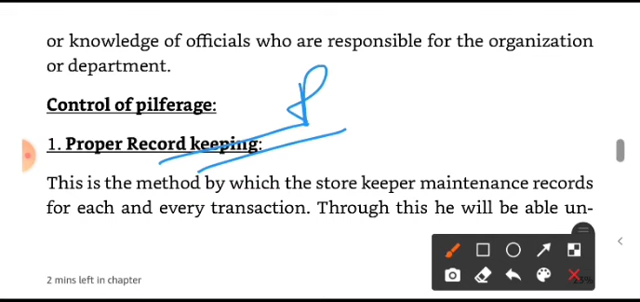 or knowledge of officials who are responsible for the organization
or department.
Control of pilferage:
1. Proper Record keeping:
This is the method by which the store keeper maintenance records
for each and every transaction. Through this he will be able un-
2 mins left in chapter